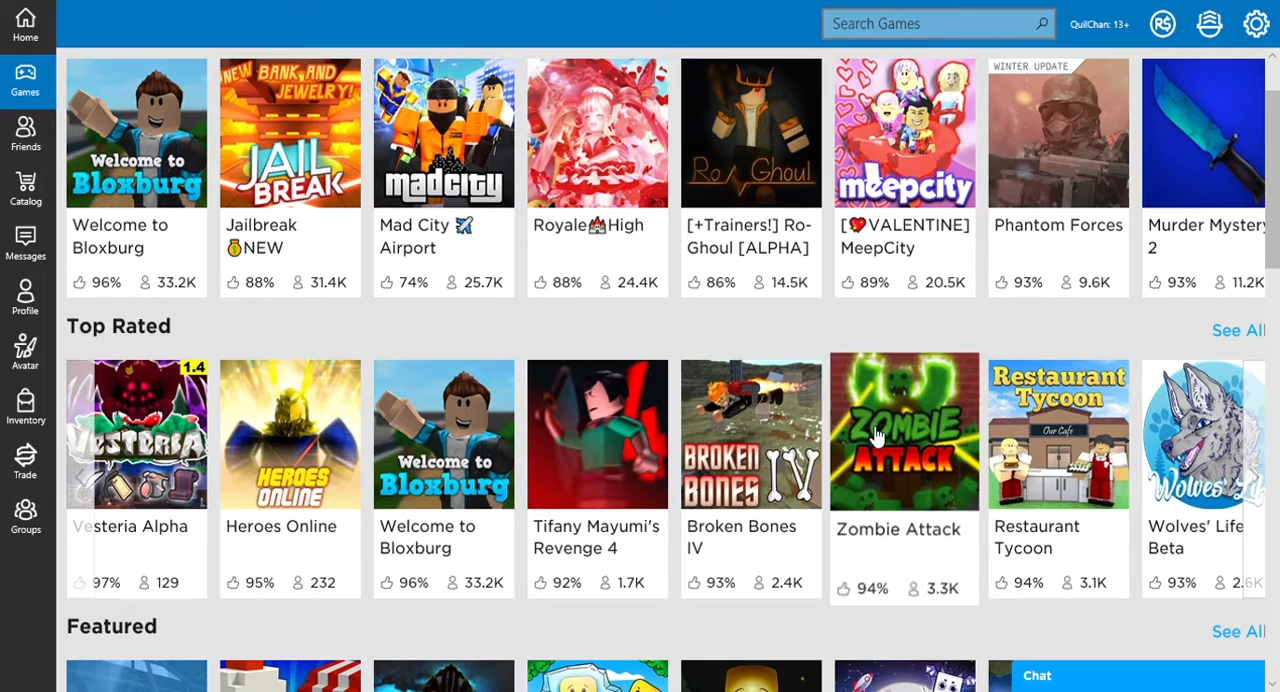 Home
Games
Friends
Catalog
Messages
Profile
Avatar
Inventory
Trade
Groups
Search Games
QuilChan: 13+
R$
Welcome to
Bloxburg
NEW BANK AND
JEWELRY!
JAIL
BREAK
madcity
Ro/Ghoul
meepcity
WINTER UPDATE
Welcome to
Bloxburg
96% 33.2K
Jailbreak
💰NEW
88% 31.4K
Mad City ✈️
Airport
74% 25.7K
Royale🏰High
88% 24.4K
[+Trainers!] Ro-
Ghoul [ALPHA]
86% 14.5K
[💖VALENTINE]
MeepCity
89% 20.5K
Phantom Forces
93% 9.6K
Murder Mystery
2
93% 11.2K
Top Rated
See All
1.4
VESTERIA
HEROES
ONLINE
Welcome to
Bloxburg
BROKEN
BONES IV
ZOMBIE
ATTACK
Restaurant
Tycoon
Our Cafe
Wolves' Life
Vesteria Alpha
97% 129
Heroes Online
95% 232
Welcome to
Bloxburg
96% 33.2K
Tifany Mayumi's
Revenge 4
92% 1.7K
Broken Bones
IV
93% 2.4K
Zombie Attack
94% 3.3K
Restaurant
Tycoon
94% 3.1K
Wolves' Life
Beta
93% 2.6K
Featured
See All
Chat